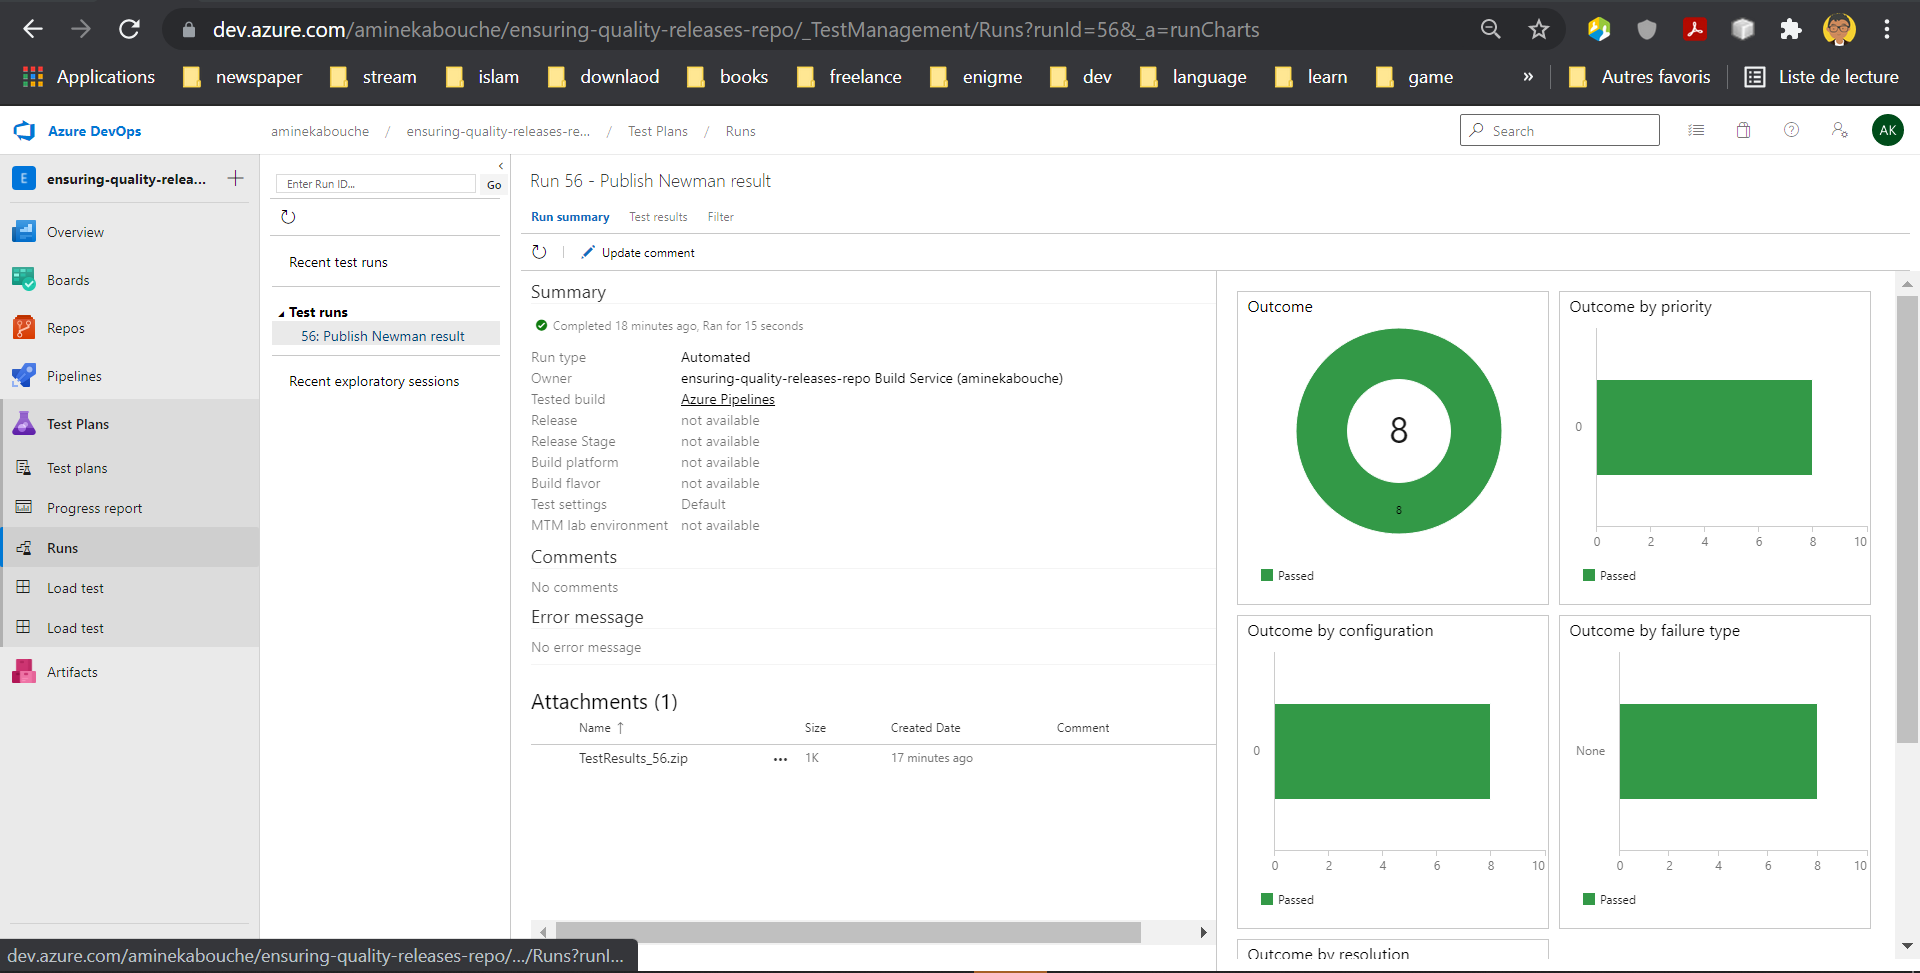 dev.azure.com/aminekabouche/ensuring-quality-releases-repo/_TestManagement/Runs?runId=56&_a=runCharts
Applications newspaper stream islam downlaod books freelance enigme dev language learn game » Autres favoris Liste de lecture
Azure DevOps aminekabouche / ensuring-quality-releases-re... / Test Plans / Runs Search AK
E ensuring-quality-relea... +
Overview
Boards
Repos
Pipelines
Test Plans
Test plans
Progress report
Runs
Load test
Load test
Artifacts
Enter Run ID... Go
Recent test runs
Test runs
56: Publish Newman result
Recent exploratory sessions
Run 56 - Publish Newman result
Run summary Test results Filter
Update comment
Summary
Completed 18 minutes ago, Ran for 15 seconds
Run type Automated
Owner ensuring-quality-releases-repo Build Service (aminekabouche)
Tested build Azure Pipelines
Release not available
Release Stage not available
Build platform not available
Build flavor not available
Test settings Default
MTM lab environment not available
Comments
No comments
Error message
No error message
Attachments (1)
Name ↑ Size Created Date Comment
TestResults_56.zip ... 1K 17 minutes ago
Outcome
8
8
Passed
Outcome by priority
0
0 2 4 6 8 10
Passed
Outcome by configuration
0
0 2 4 6 8 10
Passed
Outcome by failure type
None
0 2 4 6 8 10
Passed
Outcome by resolution
dev.azure.com/aminekabouche/ensuring-quality-releases-repo/.../Runs?runI...